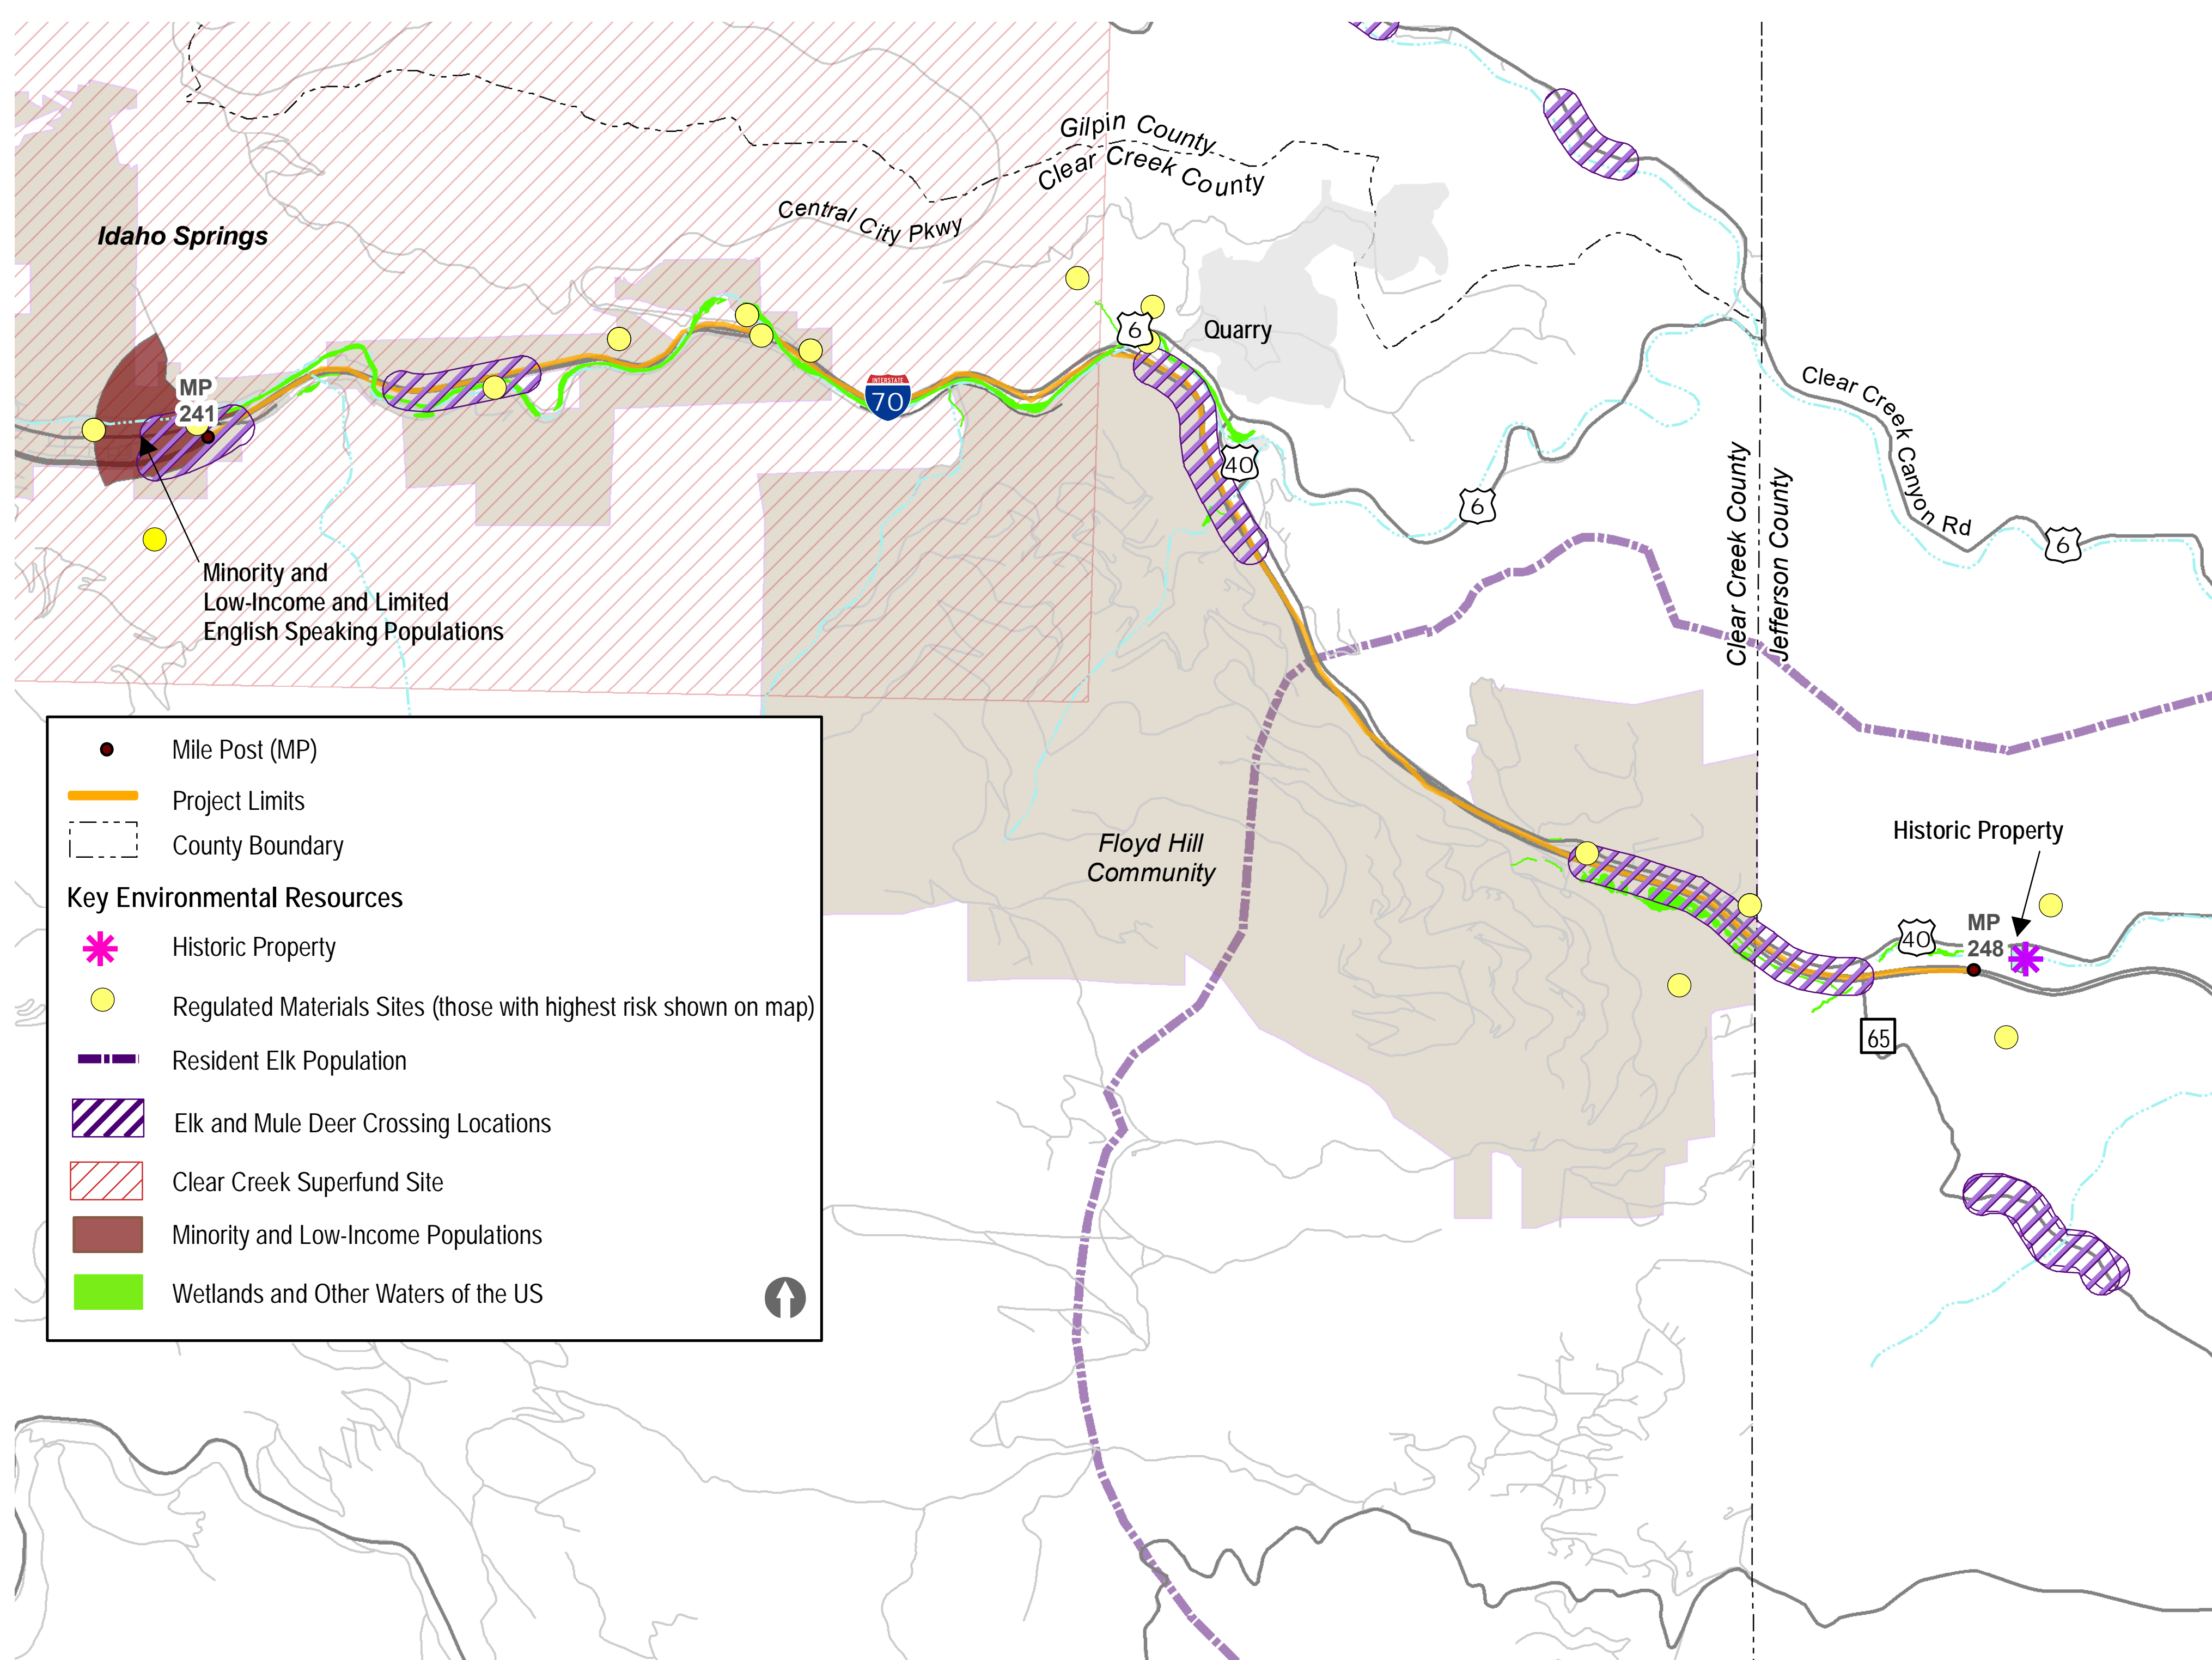 Gilpin County
Clear Creek County
Central City Pkwy
Idaho Springs
6
Quarry
INTERSTATE
70
MP
241
Clear Creek Canyon Rd
40
6
6
Clear Creek County
Jefferson County
Minority and
Low-Income and Limited
English Speaking Populations
Floyd Hill
Community
Historic Property
40
MP
248
65
Mile Post (MP)
Project Limits
County Boundary
Key Environmental Resources
Historic Property
Regulated Materials Sites (those with highest risk shown on map)
Resident Elk Population
Elk and Mule Deer Crossing Locations
Clear Creek Superfund Site
Minority and Low-Income Populations
Wetlands and Other Waters of the US